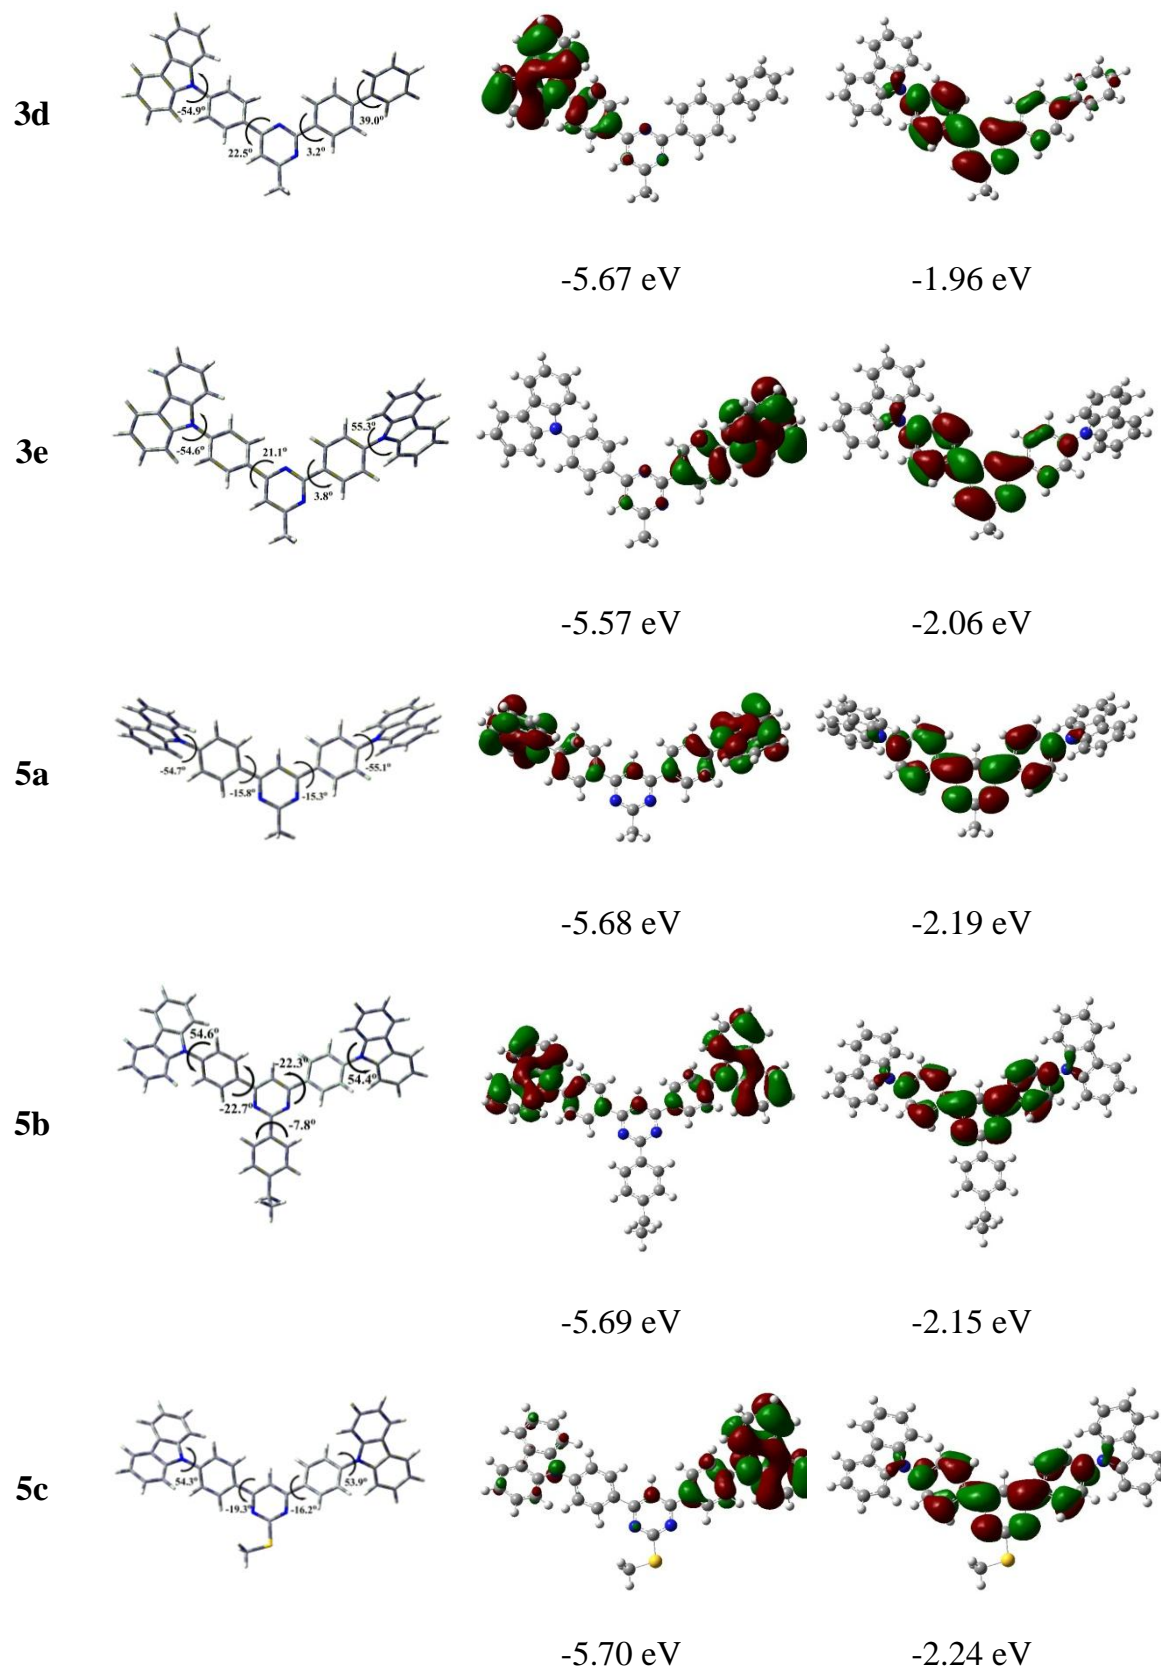 3d
-54.9°
22.5°
3.2°
39.0°
-5.67 eV
-1.96 eV
3e
-54.6°
21.1°
3.8°
55.3°
-5.57 eV
-2.06 eV
5a
-54.7°
-15.8°
-15.3°
-55.1°
-5.68 eV
-2.19 eV
5b
54.6°
-22.7°
-22.3°
54.4°
-7.8°
-5.69 eV
-2.15 eV
5c
54.3°
-19.3°
-16.2°
53.9°
-5.70 eV
-2.24 eV